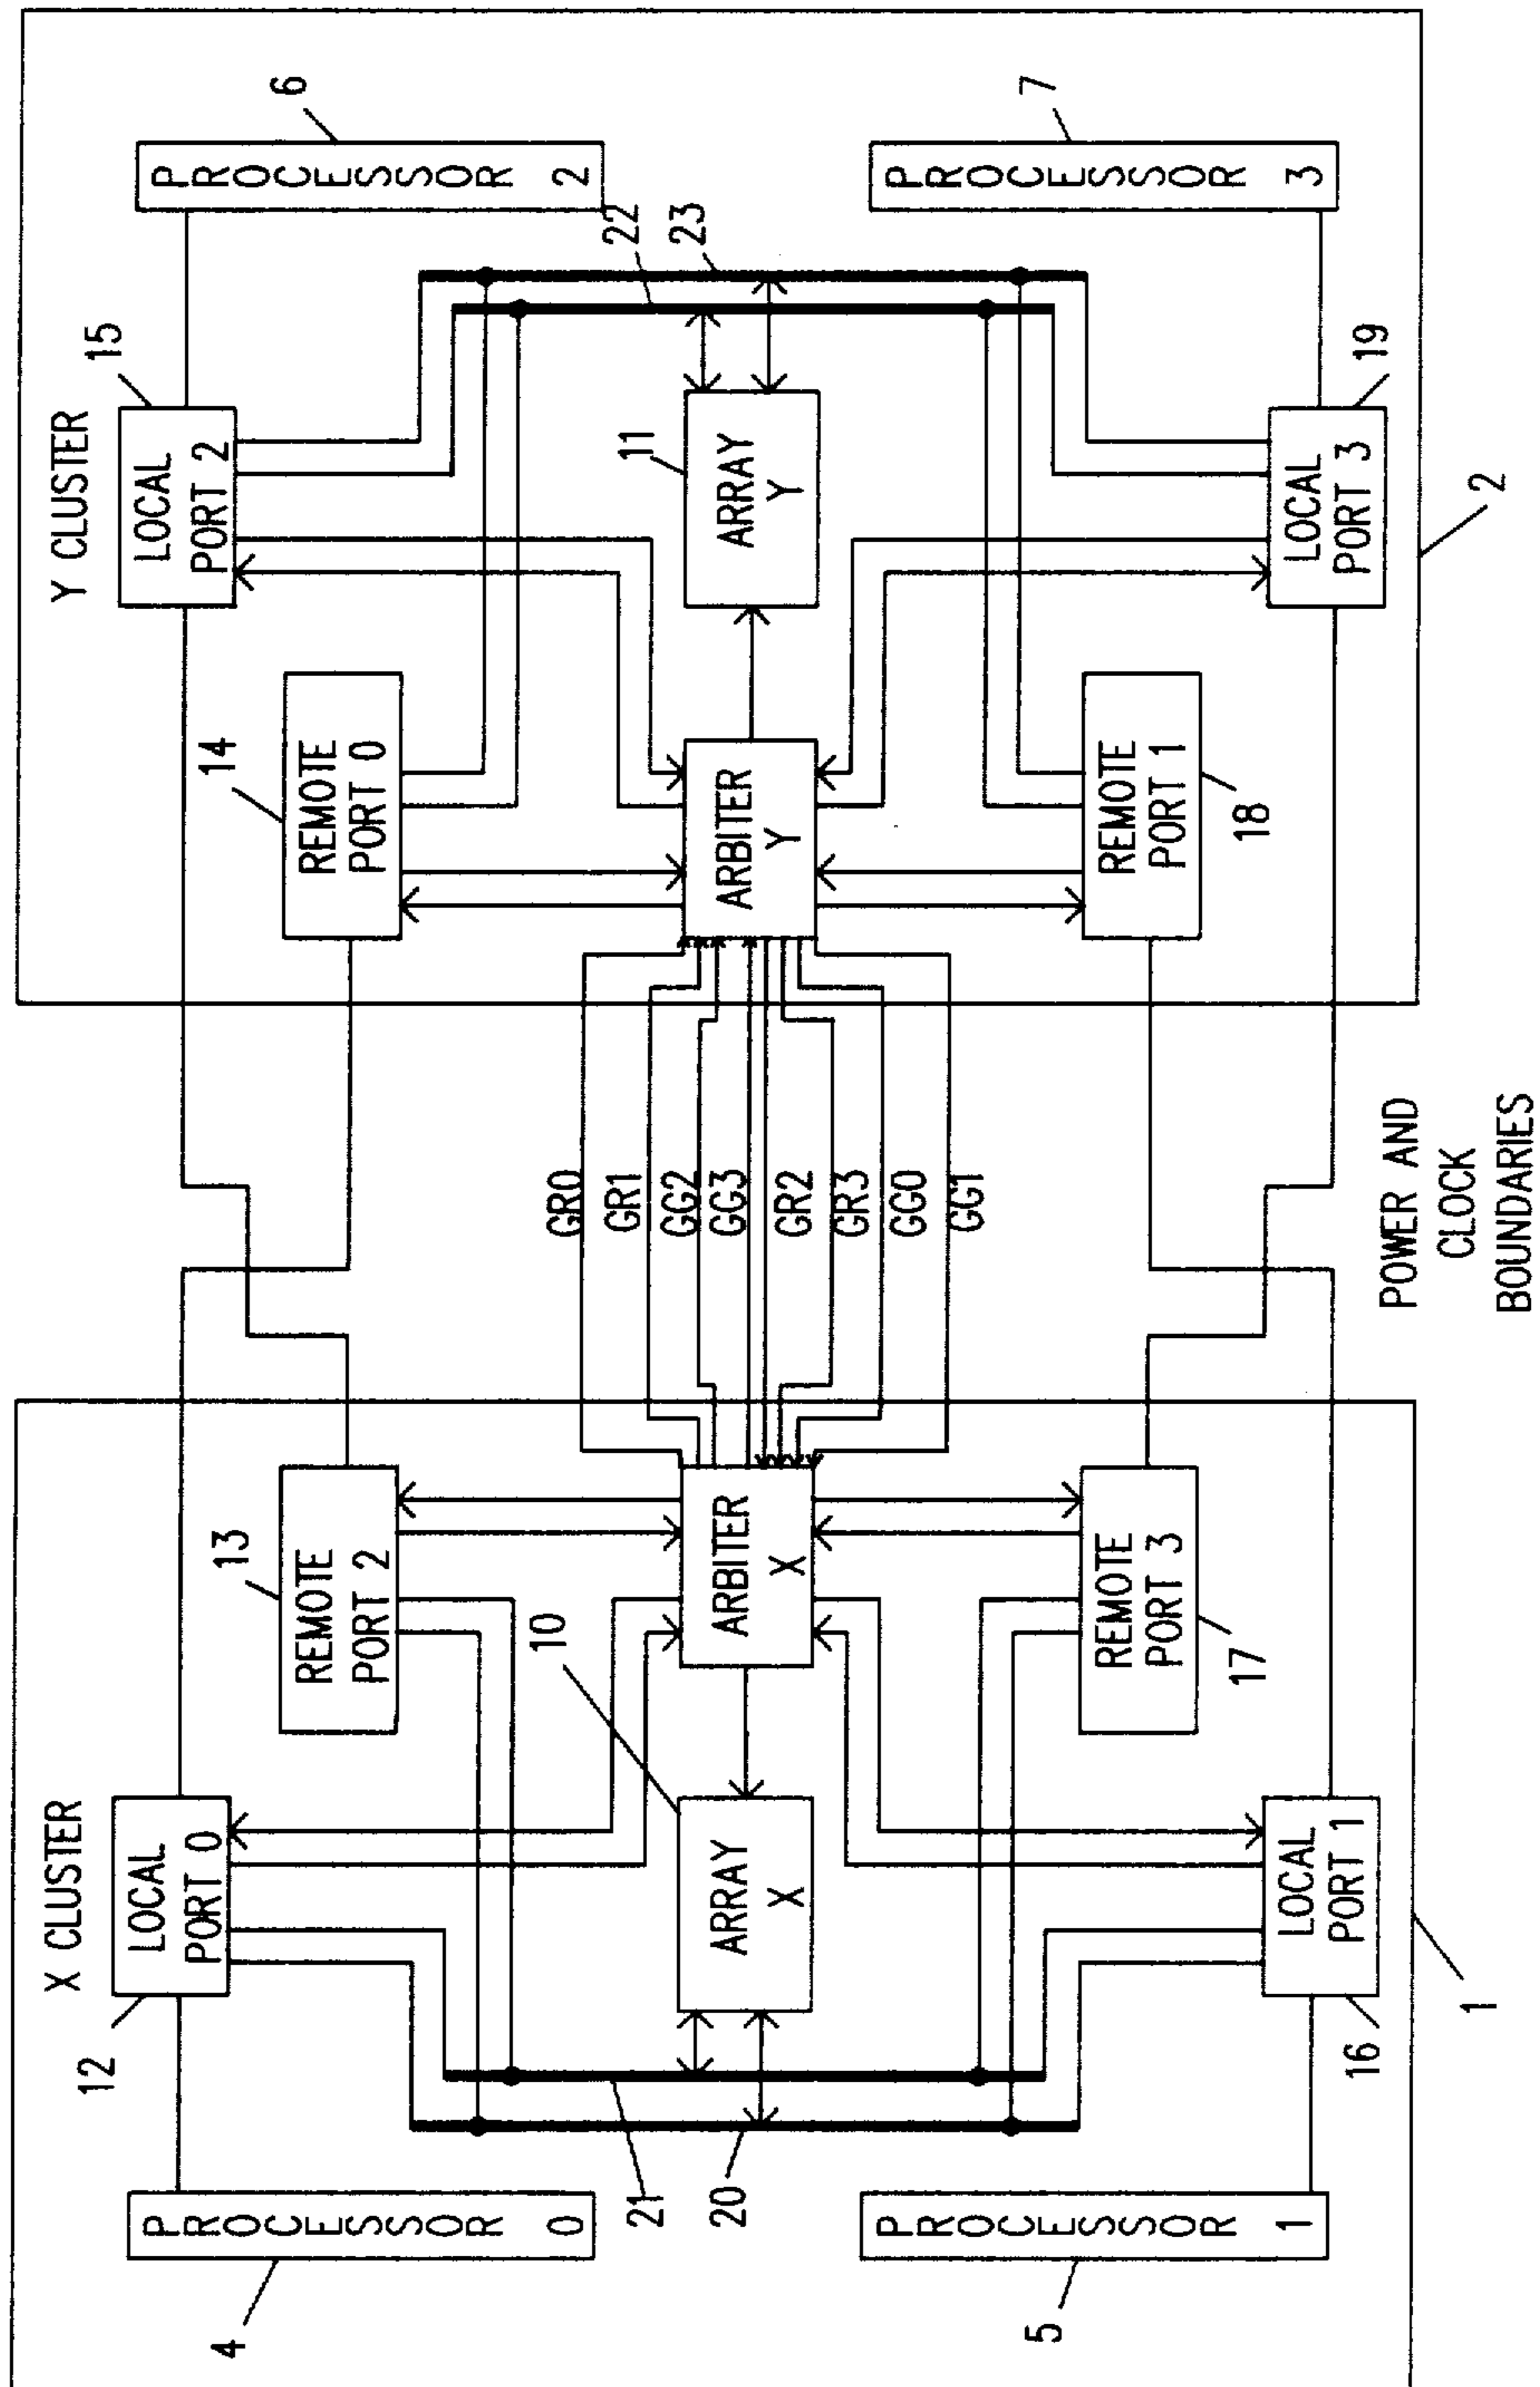 X CLUSTER
Y CLUSTER
4
PROCESSOR 0
12
LOCAL
PORT 0
13
REMOTE
PORT 2
14
REMOTE
PORT 0
15
LOCAL
PORT 2
PROCESSOR 2
6
21
20
10
ARRAY
X
ARBITER
X
GR0
GR1
GG2
GG3
GR2
GR3
GG0
GG1
ARBITER
Y
11
ARRAY
Y
22
23
5
PROCESSOR 1
16
LOCAL
PORT 1
17
REMOTE
PORT 3
18
REMOTE
PORT 1
19
LOCAL
PORT 3
PROCESSOR 3
7
1
POWER AND
CLOCK
BOUNDARIES
2